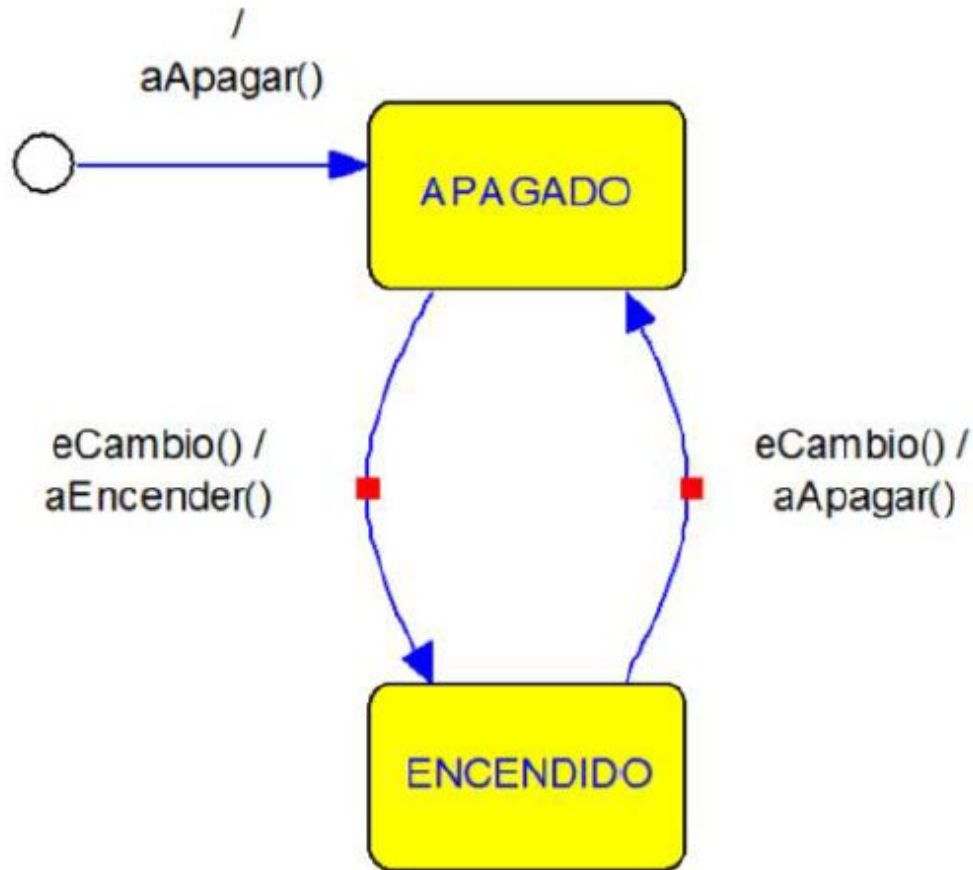 /
aApagar()
APAGADO
eCambio() /
aEncender()
eCambio() /
aApagar()
ENCENDIDO